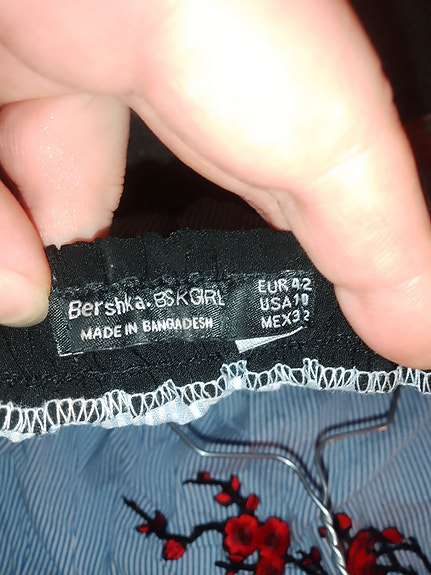 Bershka.BSKGIRL
MADE IN BANGADESH
EUR 42
USA 10
MEX 32